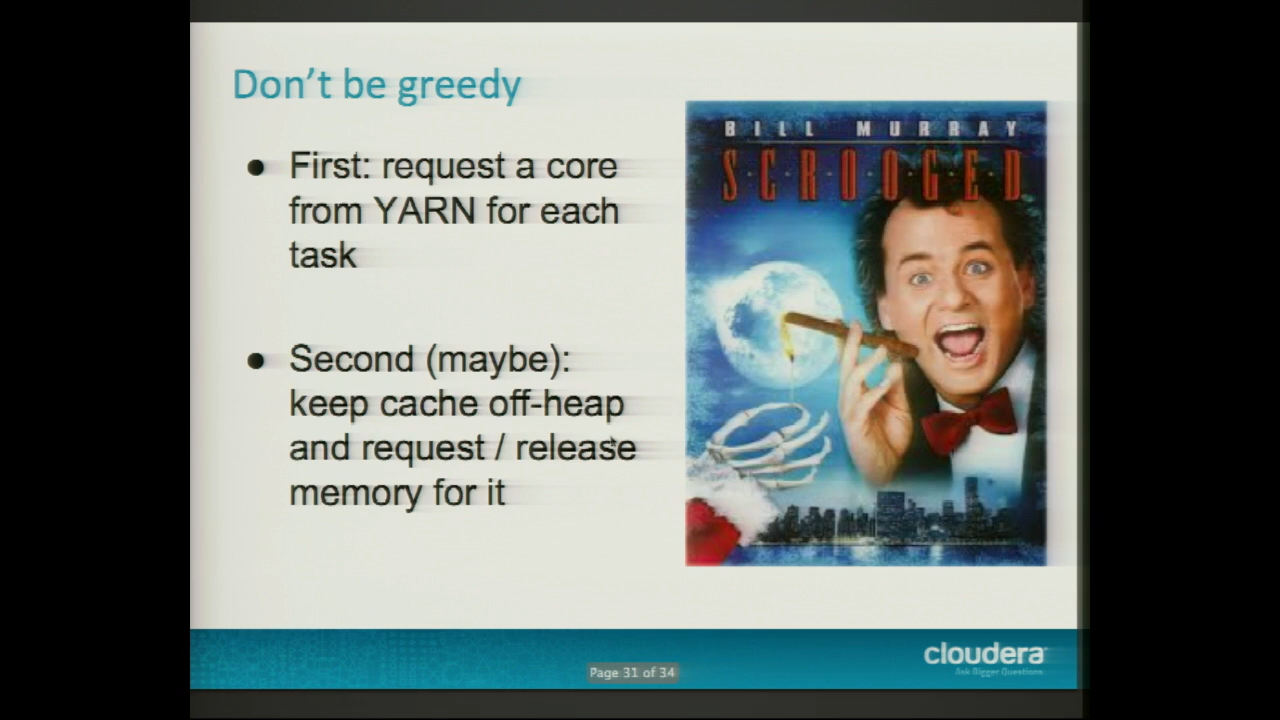 Don't be greedy
● First: request a core
from YARN for each
task
● Second (maybe):
keep cache off-heap
and request / release
memory for it
BILL MURRAY
SCROOGED
cloudera
Ask Bigger Questions
Page 31 of 34